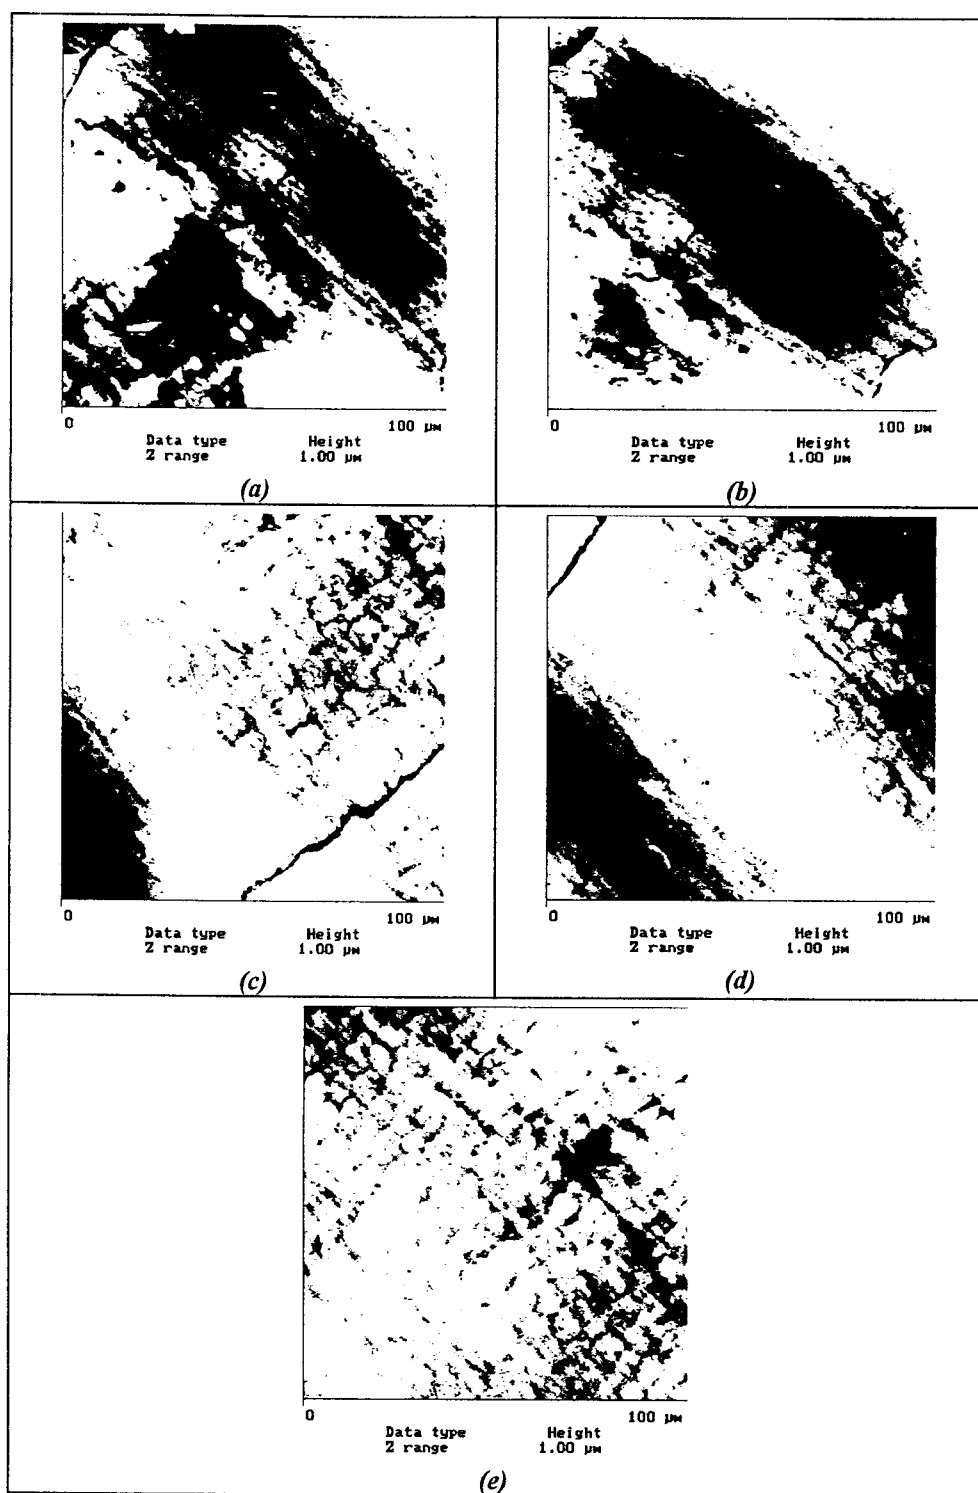 0 100 µm
Data type Height
Z range 1.00 µm
(a)
0 100 µm
Data type Height
Z range 1.00 µm
(b)
0 100 µm
Data type Height
Z range 1.00 µm
(c)
0 100 µm
Data type Height
Z range 1.00 µm
(d)
0 100 µm
Data type Height
Z range 1.00 µm
(e)